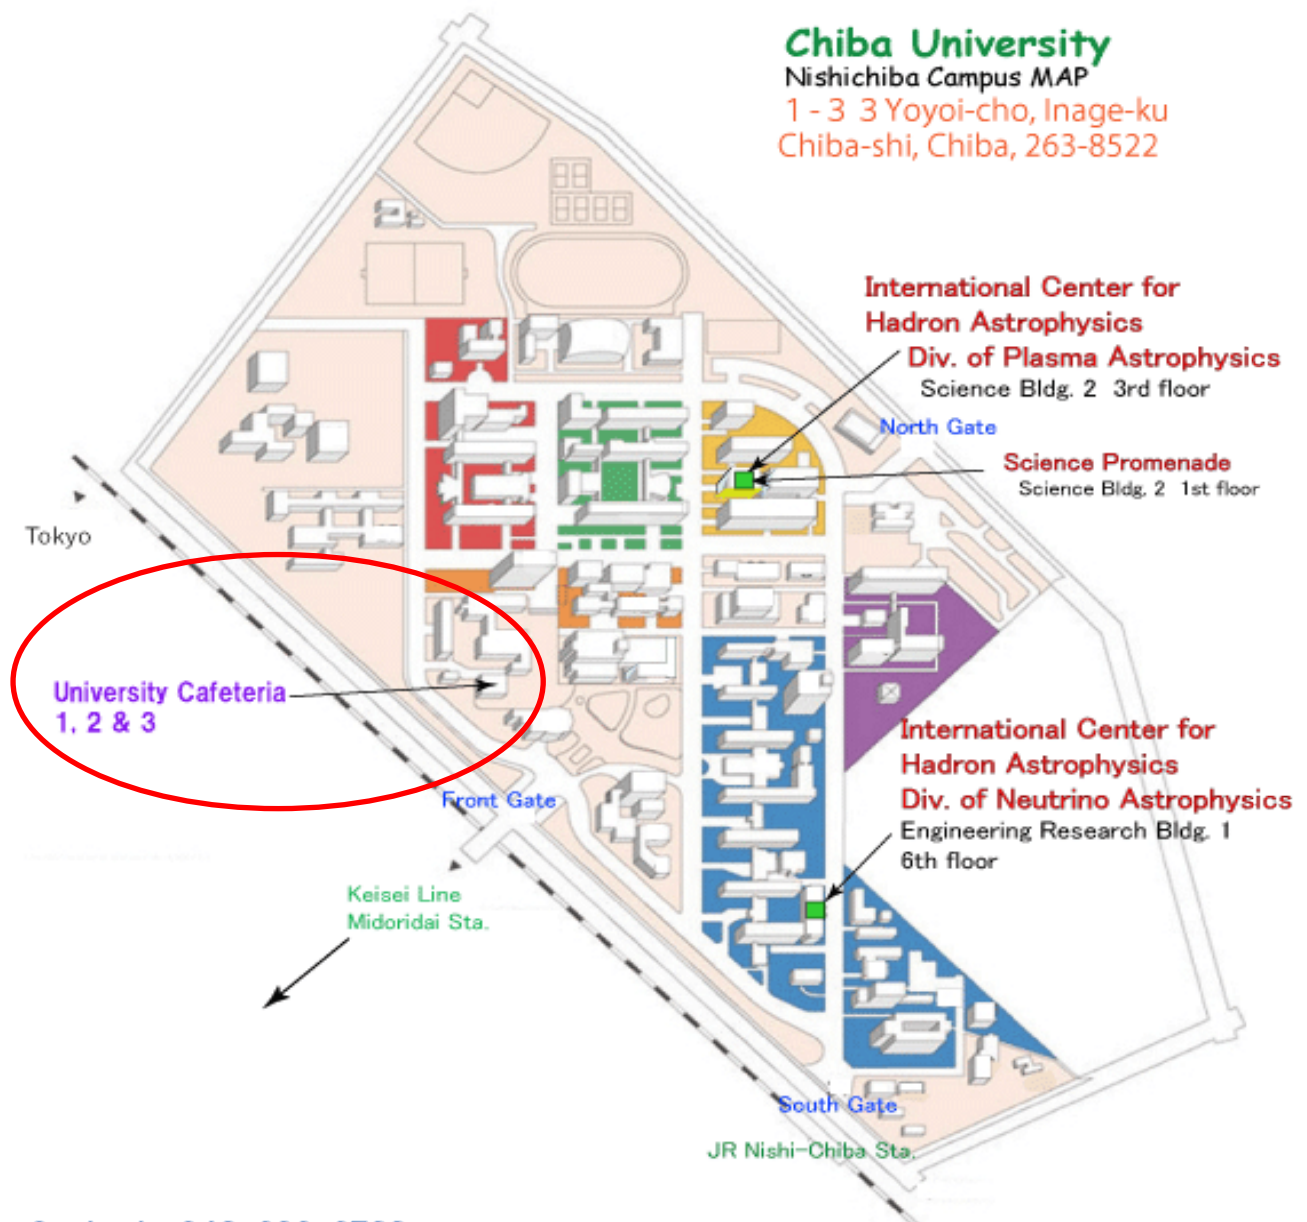 Chiba University
Nishichiba Campus MAP
1 - 3 3 Yoyoi-cho, Inage-ku
Chiba-shi, Chiba, 263-8522
International Center for
Hadron Astrophysics
Div. of Plasma Astrophysics
Science Bldg. 2 3rd floor
North Gate
Science Promenade
Science Bldg. 2 1st floor
Tokyo
University Cafeteria
1, 2 & 3
International Center for
Hadron Astrophysics
Div. of Neutrino Astrophysics
Engineering Research Bldg. 1
6th floor
Front Gate
Keisei Line
Midoridai Sta.
South Gate
JR Nishi-Chiba Sta.